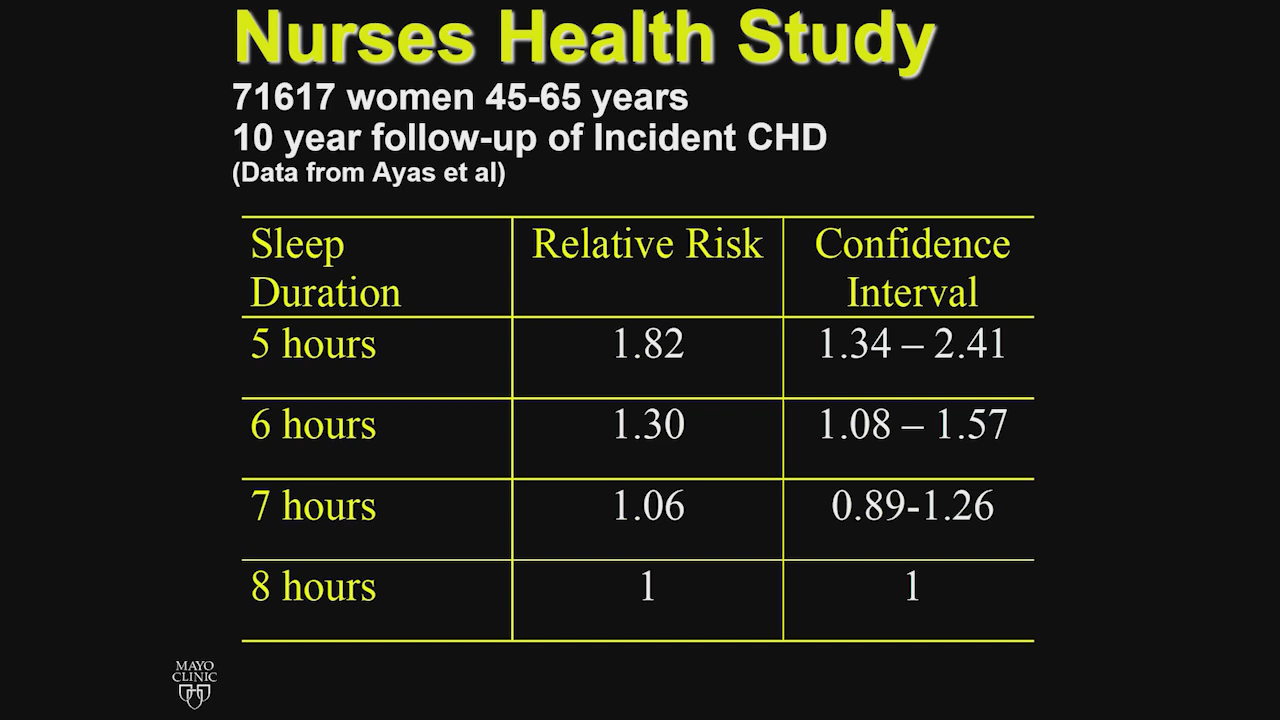 Nurses Health Study
71617 women 45-65 years
10 year follow-up of Incident CHD
(Data from Ayas et al)
Sleep Duration Relative Risk Confidence Interval
5 hours 1.82 1.34 – 2.41
6 hours 1.30 1.08 – 1.57
7 hours 1.06 0.89-1.26
8 hours 1 1
MAYO
CLINIC